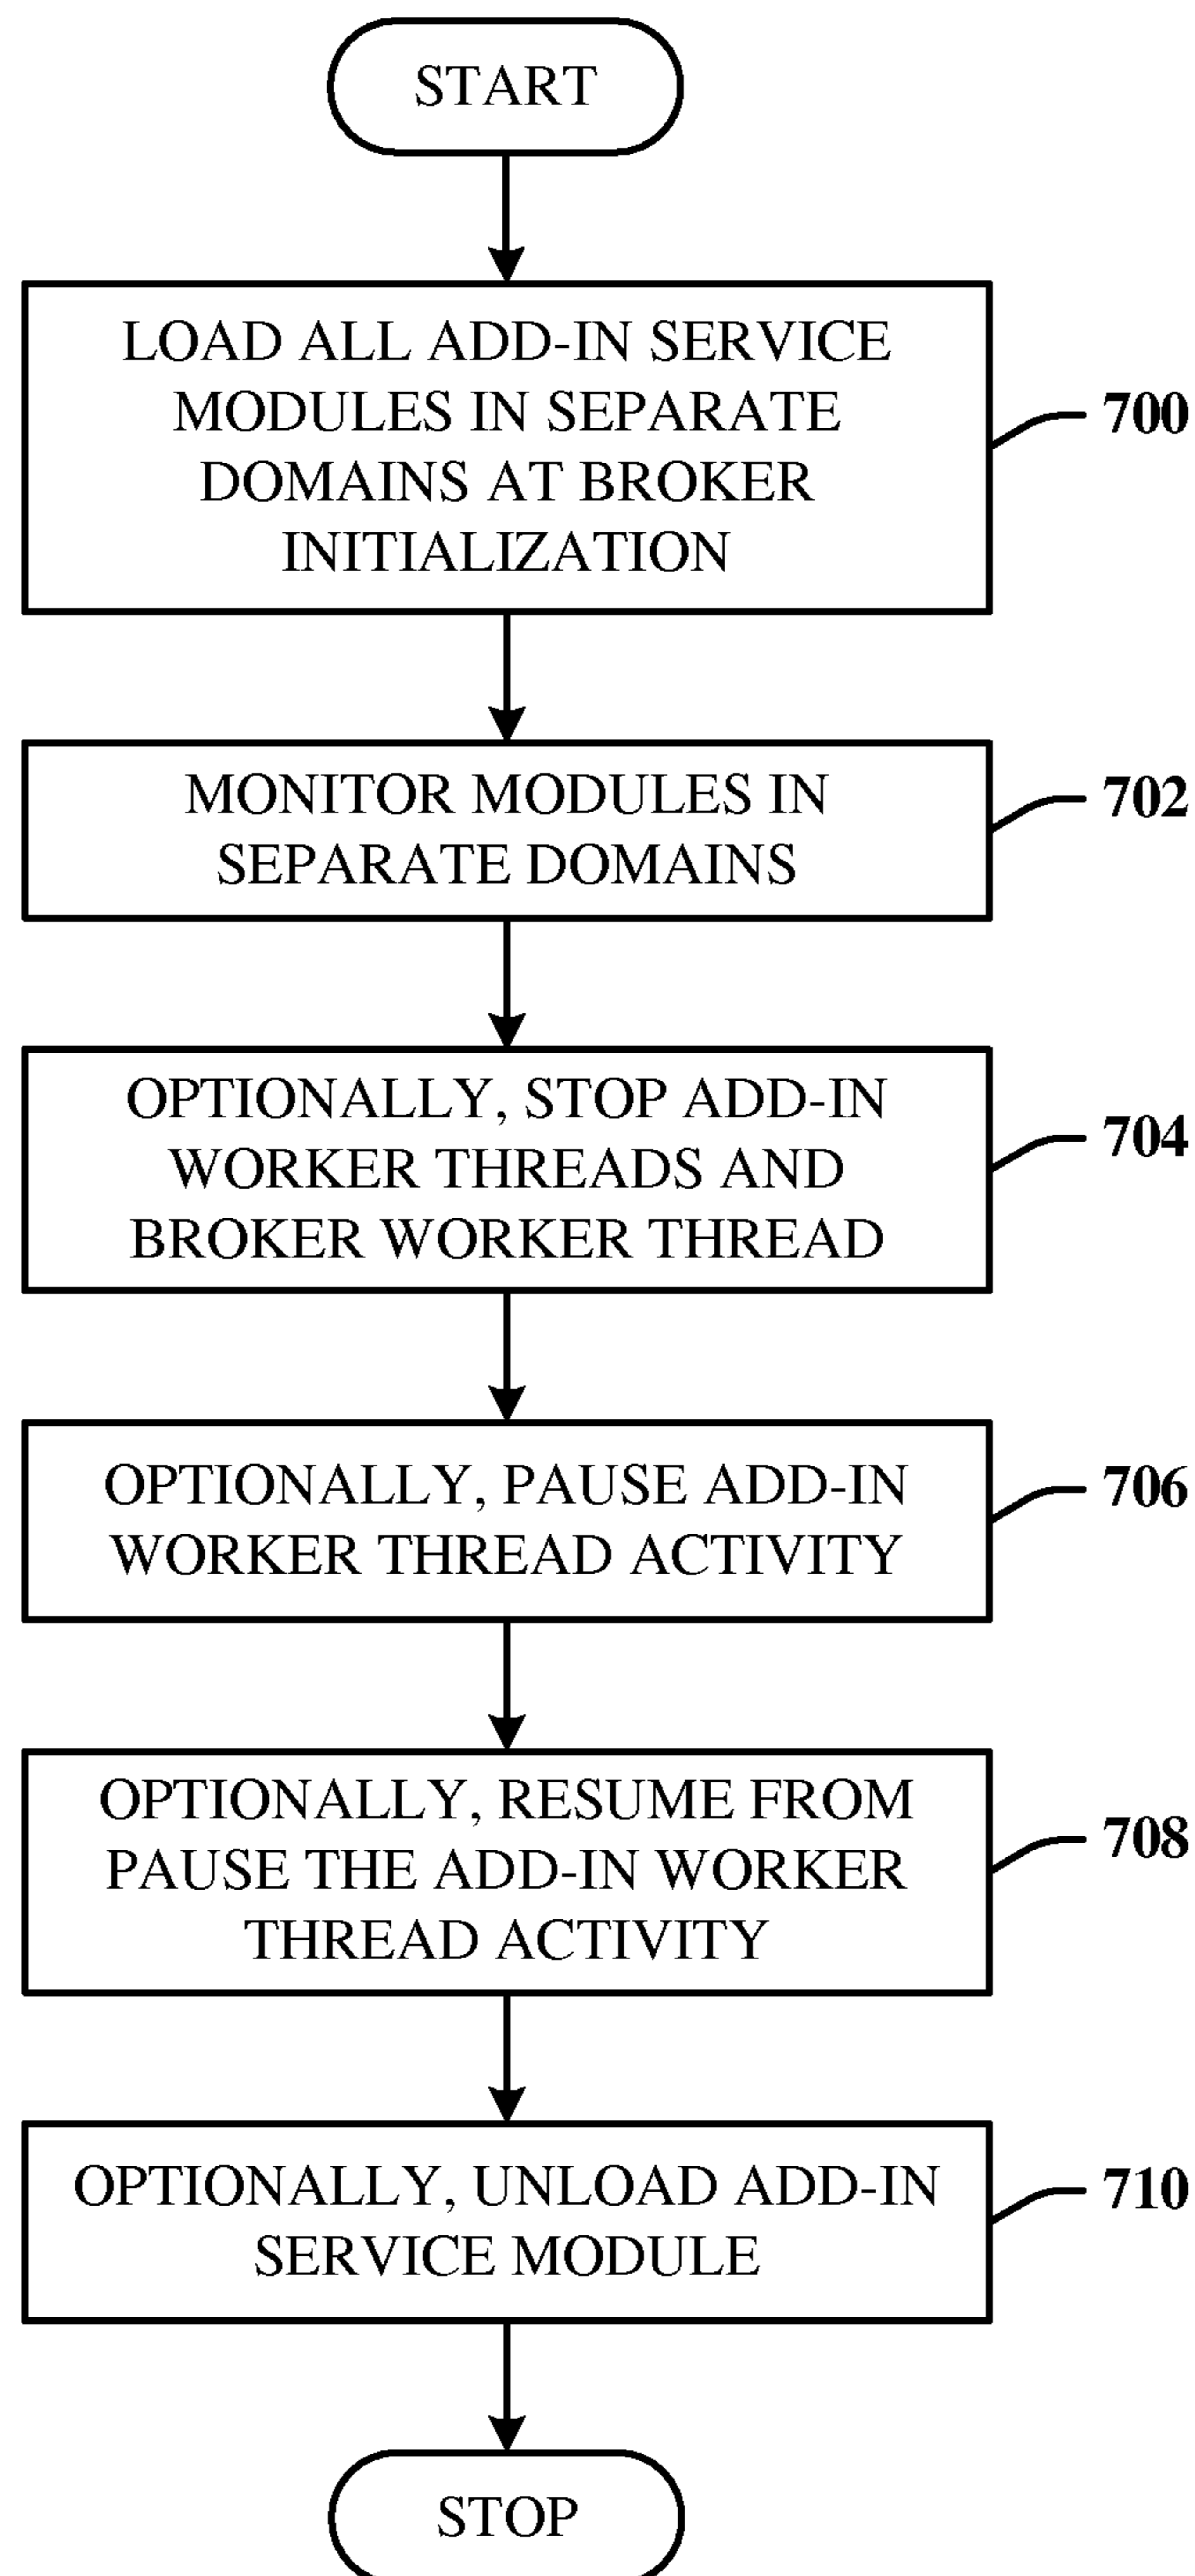 START
LOAD ALL ADD-IN SERVICE
MODULES IN SEPARATE
DOMAINS AT BROKER
INITIALIZATION
700
MONITOR MODULES IN
SEPARATE DOMAINS
702
OPTIONALLY, STOP ADD-IN
WORKER THREADS AND
BROKER WORKER THREAD
704
OPTIONALLY, PAUSE ADD-IN
WORKER THREAD ACTIVITY
706
OPTIONALLY, RESUME FROM
PAUSE THE ADD-IN WORKER
THREAD ACTIVITY
708
OPTIONALLY, UNLOAD ADD-IN
SERVICE MODULE
710
STOP